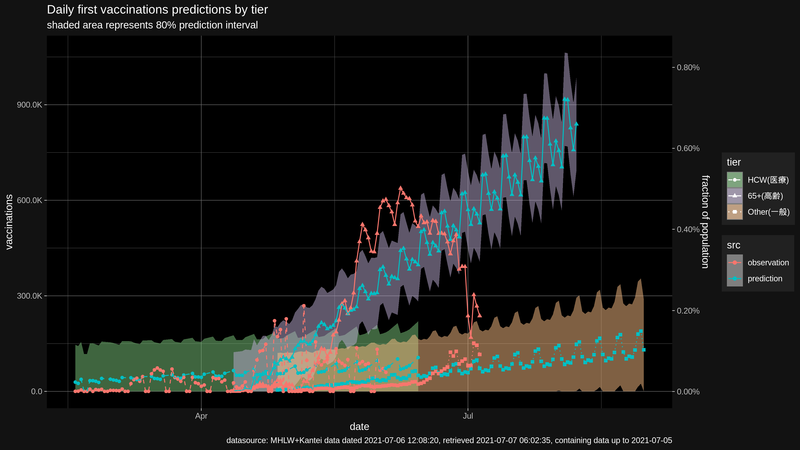 Daily first vaccinations predictions by tier
shaded area represents 80% prediction interval
vaccinations
900.0K
600.0K
300.0K
0.0
0.80%
0.60%
0.40%
0.20%
0.00%
fraction of population
Apr
Jul
date
tier
HCW(医療)
65+(高齢)
Other(一般)
src
observation
prediction
datasource: MHLW+Kantei data dated 2021-07-06 12:08:20, retrieved 2021-07-07 06:02:35, containing data up to 2021-07-05